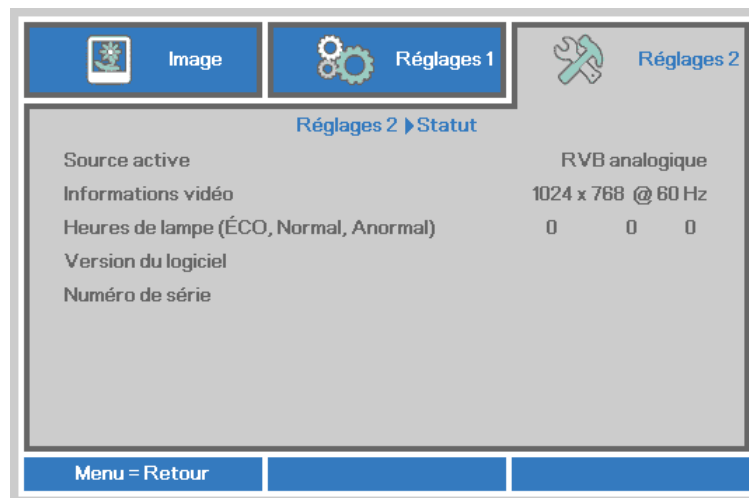 Image
Réglages 1
Réglages 2
Réglages 2 ▶ Statut
Source active RVB analogique
Informations vidéo 1024 x 768 @ 60 Hz
Heures de lampe (ÉCO, Normal, Anormal) 0 0 0
Version du logiciel
Numéro de série
Menu = Retour